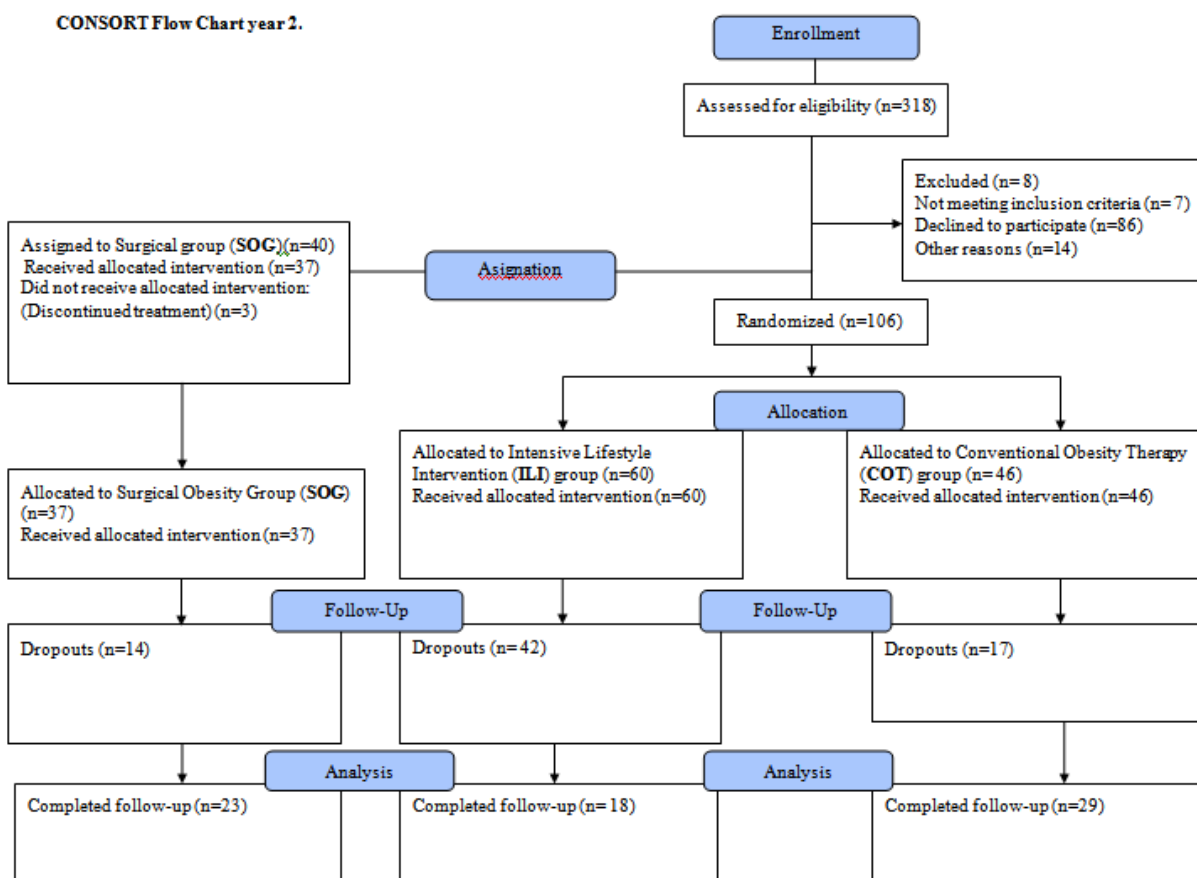 CONSORT Flow Chart year 2.
Enrollment
Assessed for eligibility (n=318)
Excluded (n= 8)
Not meeting inclusion criteria (n= 7)
Declined to participate (n=86)
Other reasons (n=14)
Assigned to Surgical group (SOG)(n=40)
Received allocated intervention (n=37)
Did not receive allocated intervention:
(Discontinued treatment) (n=3)
Asignation
Randomized (n=106)
Allocation
Allocated to Surgical Obesity Group (SOG)
(n=37)
Received allocated intervention (n=37)
Allocated to Intensive Lifestyle
Intervention (ILI) group (n=60)
Received allocated intervention (n=60)
Allocated to Conventional Obesity Therapy
(COT) group (n= 46)
Received allocated intervention (n=46)
Follow-Up
Follow-Up
Dropouts (n=14)
Dropouts (n= 42)
Dropouts (n=17)
Analysis
Analysis
Completed follow-up (n=23)
Completed follow-up (n= 18)
Completed follow-up (n=29)